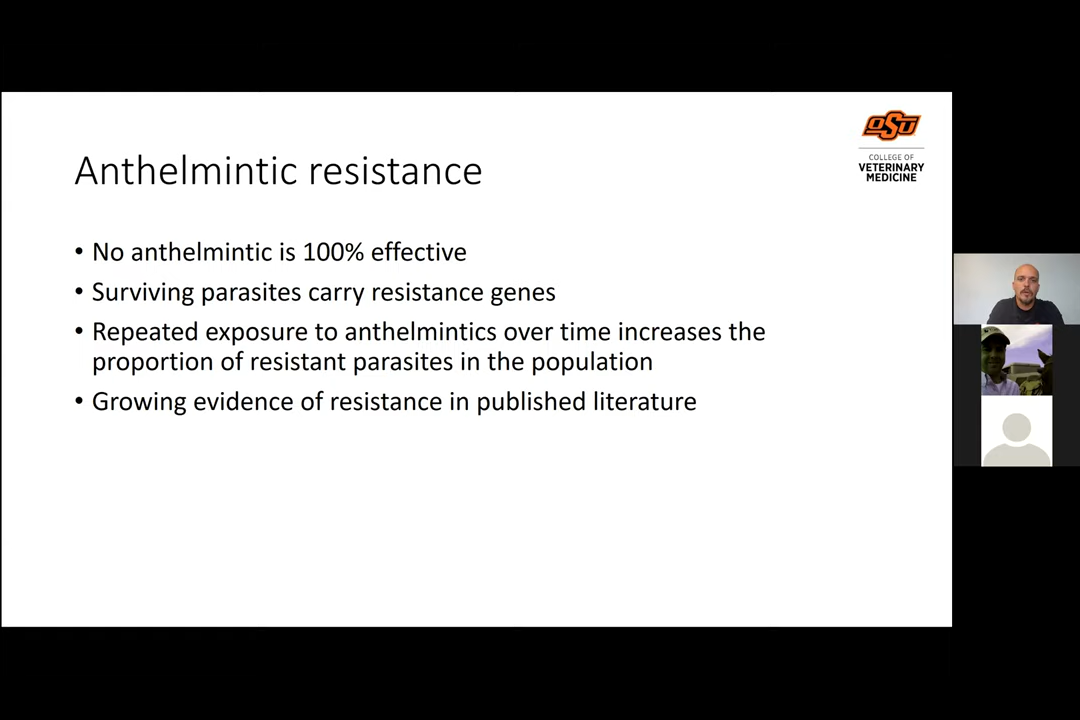 OSU
COLLEGE OF
VETERINARY
MEDICINE
Anthelmintic resistance
• No anthelmintic is 100% effective
• Surviving parasites carry resistance genes
• Repeated exposure to anthelmintics over time increases the
proportion of resistant parasites in the population
• Growing evidence of resistance in published literature